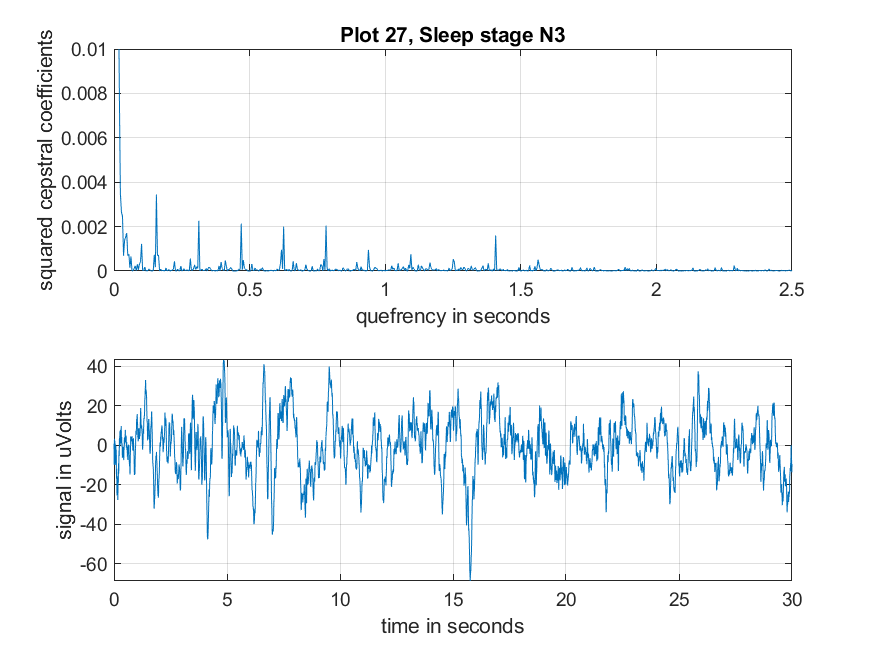 Plot 27, Sleep stage N3
squared cepstral coefficients
0.01
0.008
0.006
0.004
0.002
0
0 0.5 1 1.5 2 2.5
quefrency in seconds
signal in uVolts
40
20
0
-20
-40
-60
0 5 10 15 20 25 30
time in seconds